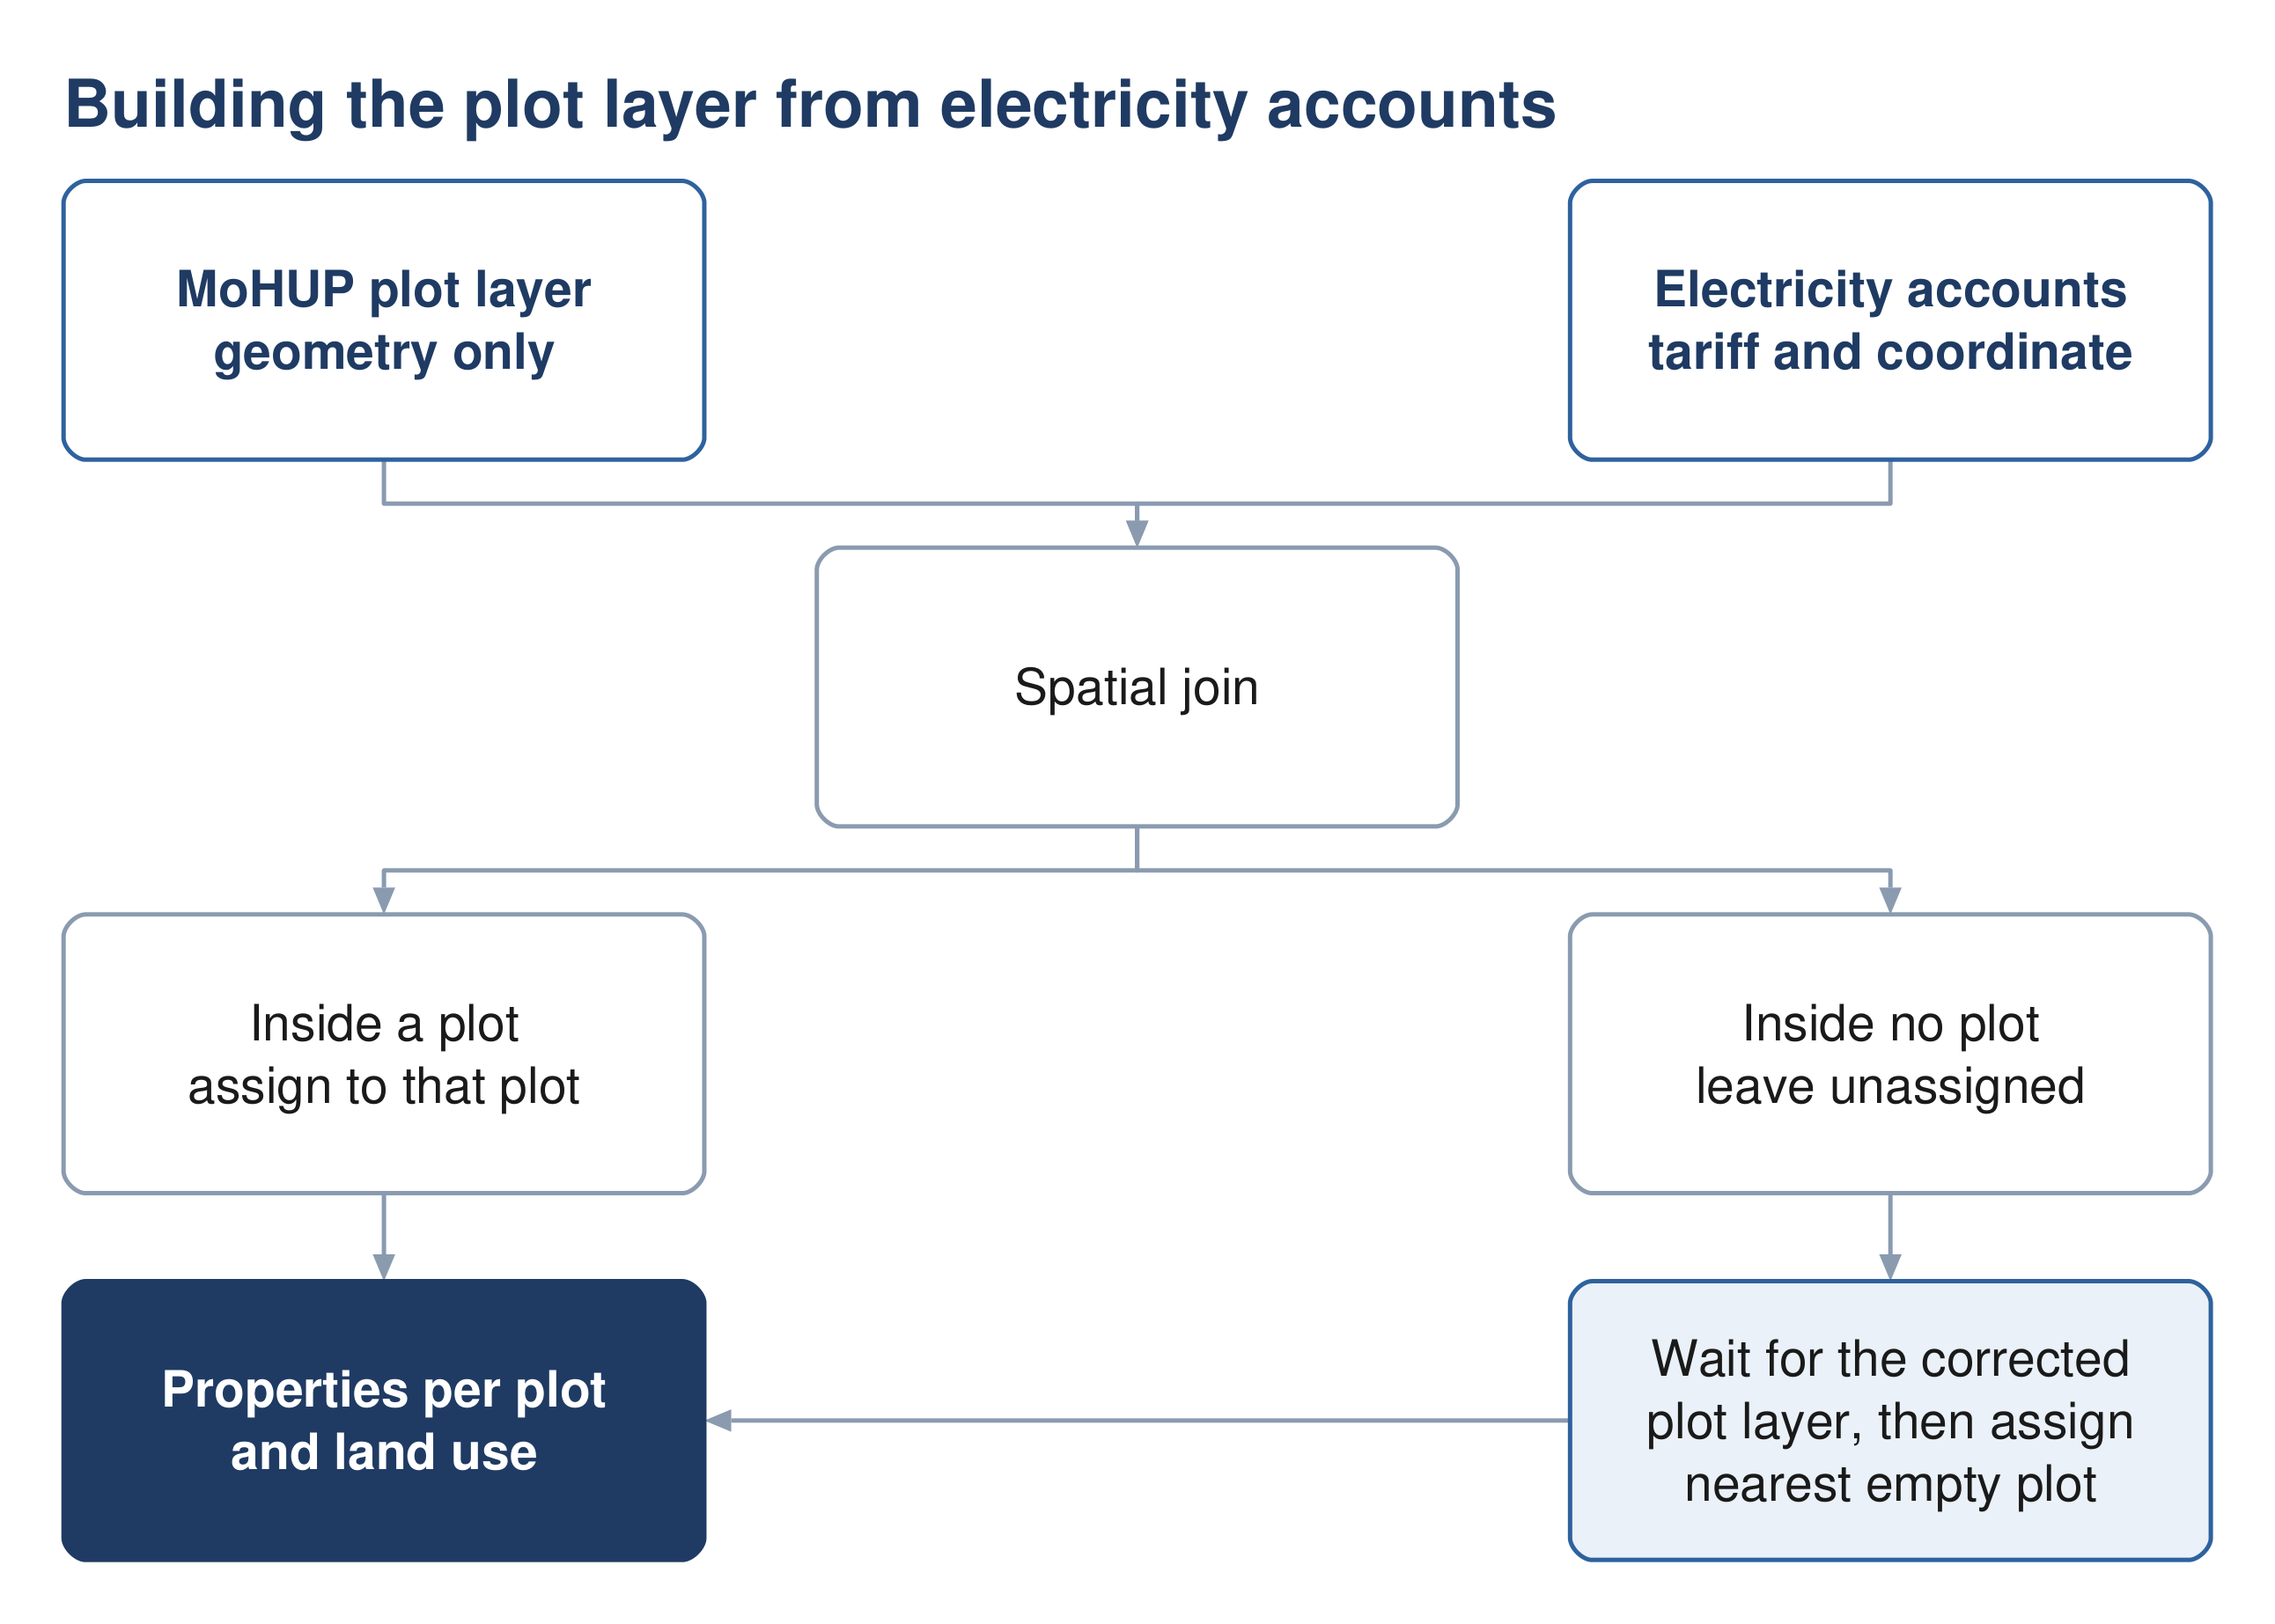 Building the plot layer from electricity accounts
MoHUP plot layer
geometry only
Electricity accounts
tariff and coordinate
Spatial join
Inside a plot
assign to that plot
Inside no plot
leave unassigned
Properties per plot
and land use
Wait for the corrected
plot layer, then assign
nearest empty plot